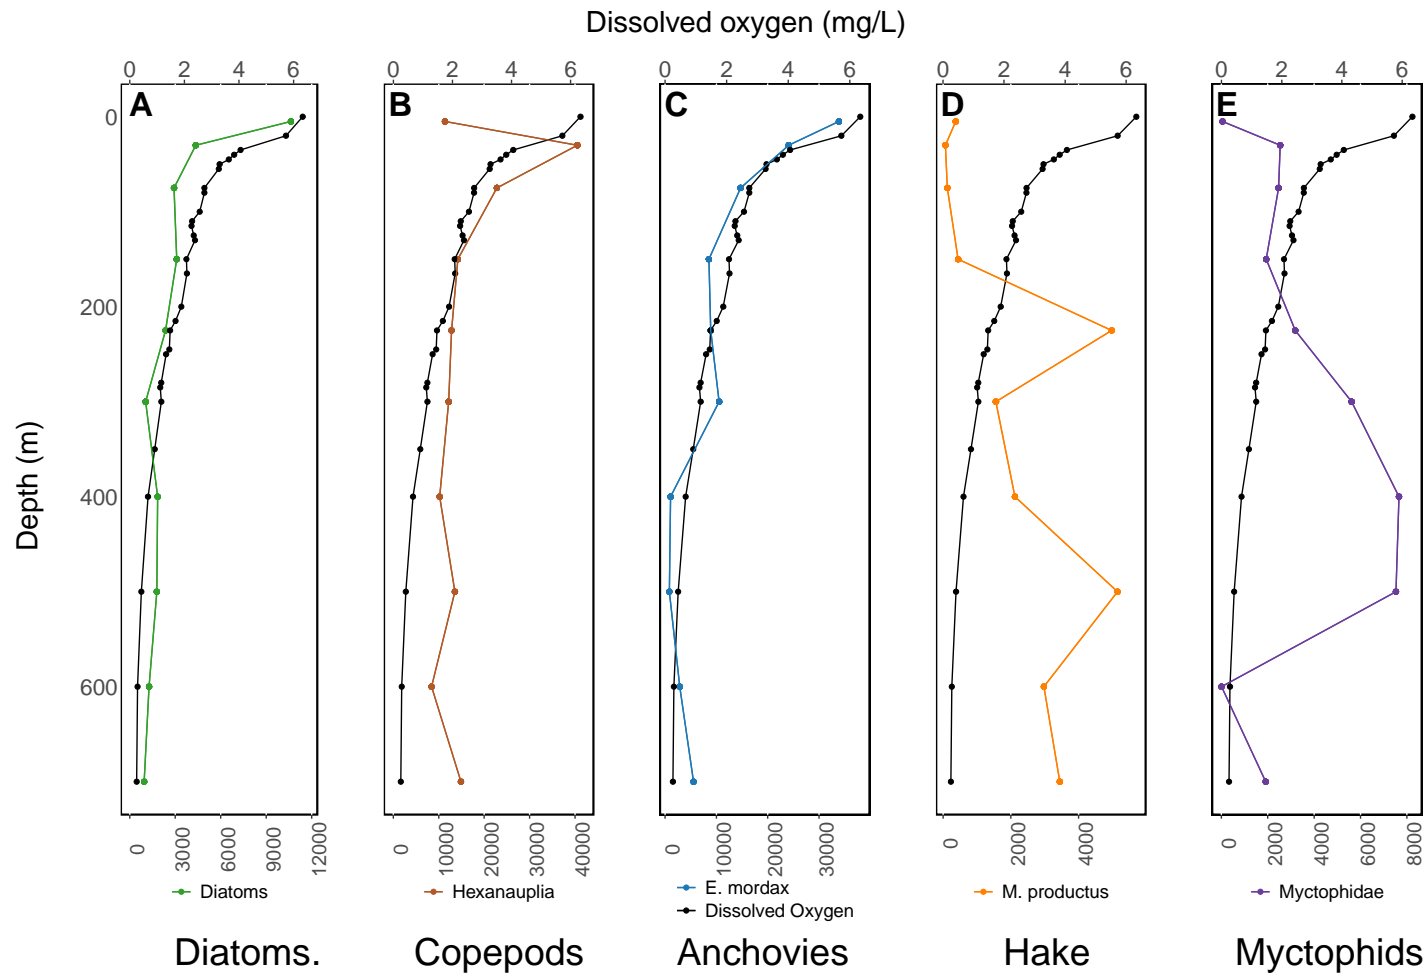 Dissolved oxygen (mg/L)
0 2 4 6 0 2 4 6 0 2 4 6 0 2 4 6 0 2 4 6
A B C D E
0
200
400
600
Depth (m)
0 3000 6000 9000 12000 0 10000 20000 30000 40000 0 10000 20000 30000 0 2000 4000 0 2000 4000 6000 8000
Diatoms Hexanauplia E. mordax M. productus Myctophidae
Dissolved Oxygen
Diatoms. Copepods Anchovies Hake Myctophids